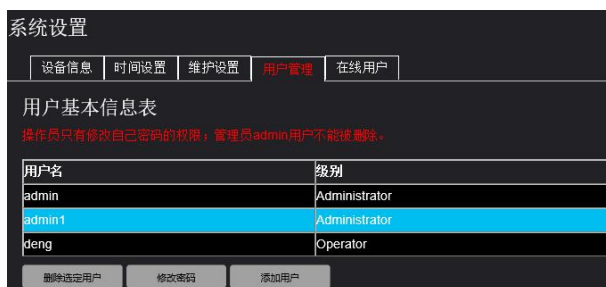 系统设置
设备信息 时间设置 维护设置 用户管理 在线用户
用户基本信息表
操作员只有修改自己密码的权限；管理员admin用户不能被删除。
用户名 级别
admin Administrator
admin1 Administrator
deng Operator
删除选定用户 修改密码 添加用户